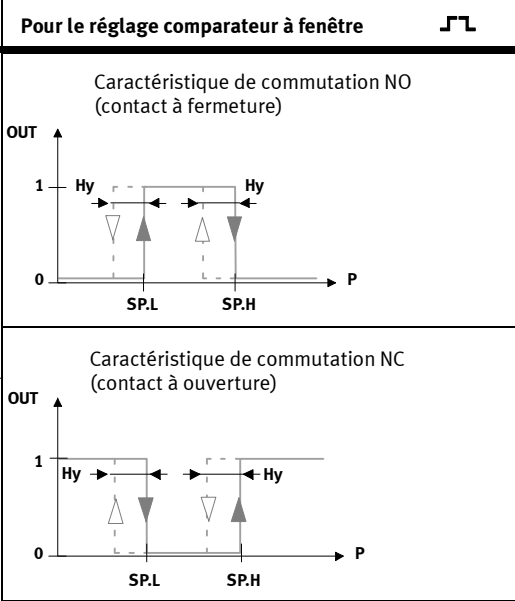 Pour le réglage comparateur à fenêtre
Caractéristique de commutation NO
(contact à fermeture)
OUT
1
Hy
Hy
0
P
SP.L
SP.H
Caractéristique de commutation NC
(contact à ouverture)
OUT
1
Hy
Hy
0
P
SP.L
SP.H